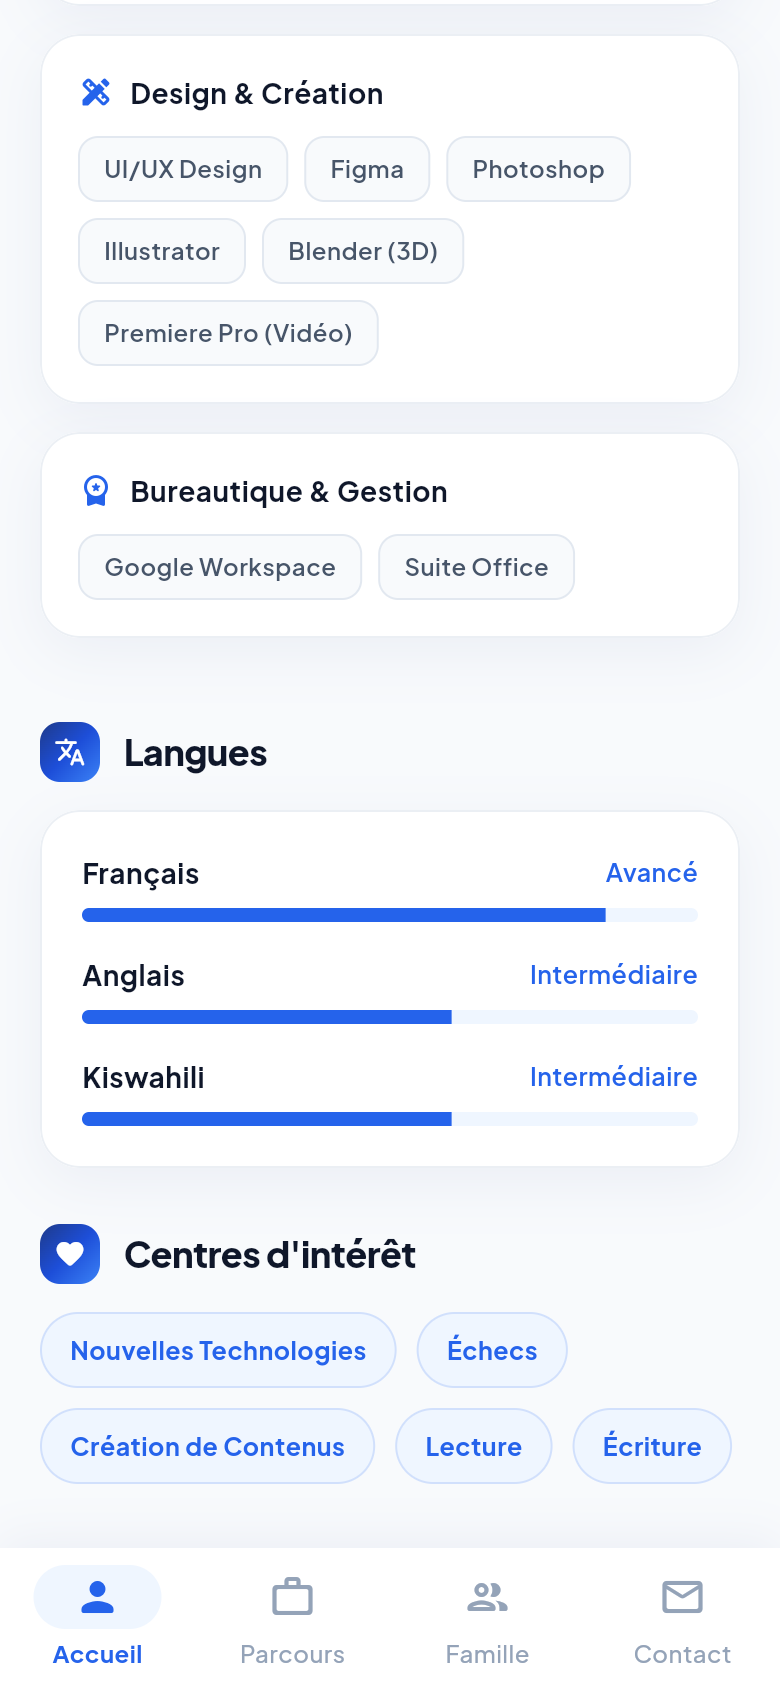 Design & Création
UI/UX Design Figma Photoshop
Illustrator Blender (3D)
Premiere Pro (Vidéo)
Bureautique & Gestion
Google Workspace Suite Office
Langues
Français Avancé
Anglais Intermédiaire
Kiswahili Intermédiaire
Centres d'intérêt
Nouvelles Technologies Échecs
Création de Contenus Lecture Écriture
Accueil Parcours Famille Contact